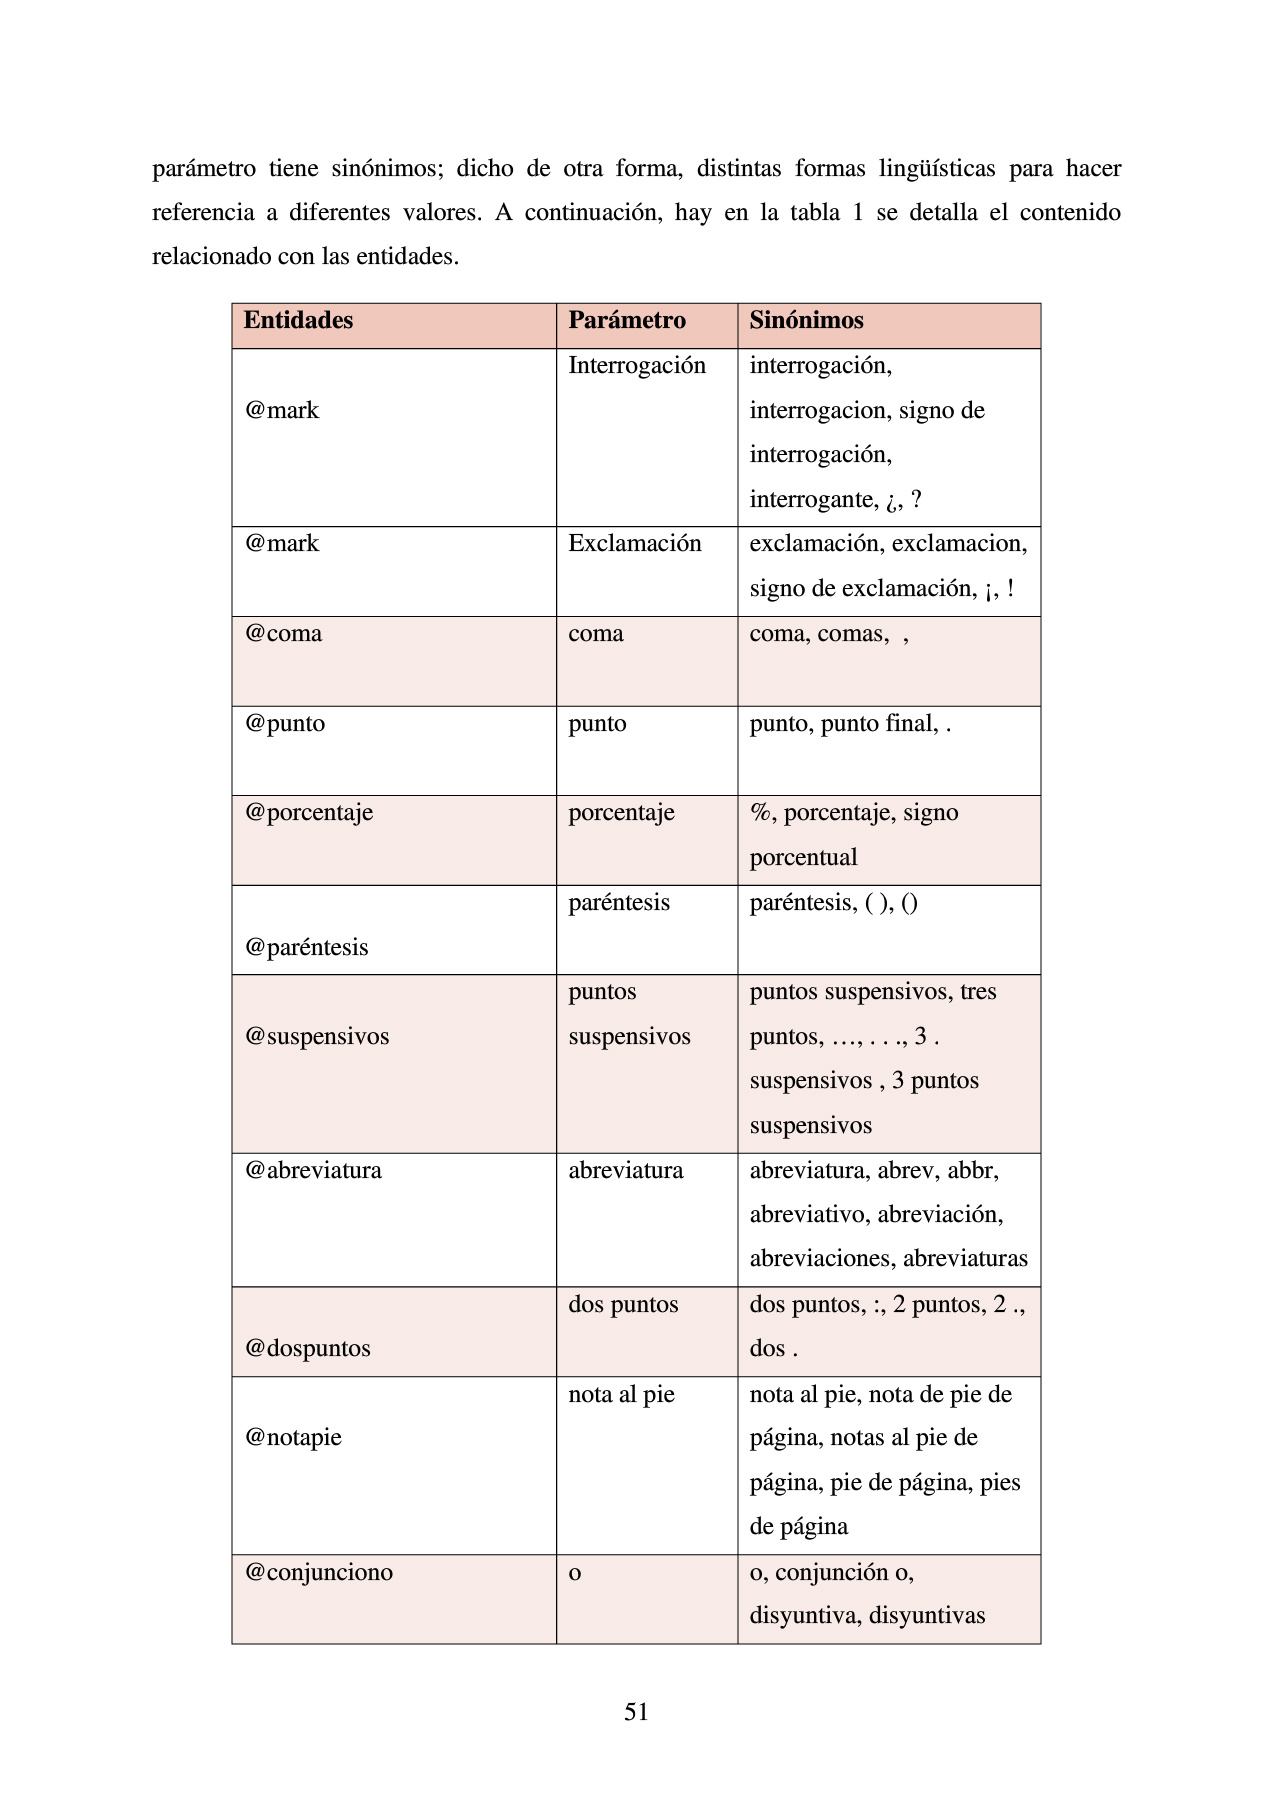 parámetro tiene sinónimos; dicho de otra forma, distintas formas lingüísticas para hacer
referencia a diferentes valores. A continuación, hay en la tabla 1 se detalla el contenido
relacionado con las entidades.
Entidades Parámetro Sinónimos
@mark Interrogación interrogación,
interrogacion, signo de
interrogación,
interrogante, ¿, ?
@mark Exclamación exclamación, exclamacion,
signo de exclamación, ¡, !
@coma coma coma, comas, ,
@punto punto punto, punto final, .
@porcentaje porcentaje %, porcentaje, signo
porcentual
@paréntesis paréntesis paréntesis, ( ), ()
@suspensivos puntos
suspensivos
puntos suspensivos, tres
puntos, …, . . ., 3 .
suspensivos , 3 puntos
suspensivos
@abreviatura abreviatura abreviatura, abrev, abbr,
abreviativo, abreviación,
abreviaciones, abreviaturas
@dospuntos dos puntos dos puntos, :, 2 puntos, 2 .,
dos .
@notapie nota al pie nota al pie, nota de pie de
página, notas al pie de
página, pie de página, pies
de página
@conjunciono o o, conjunción o,
disyuntiva, disyuntivas
51